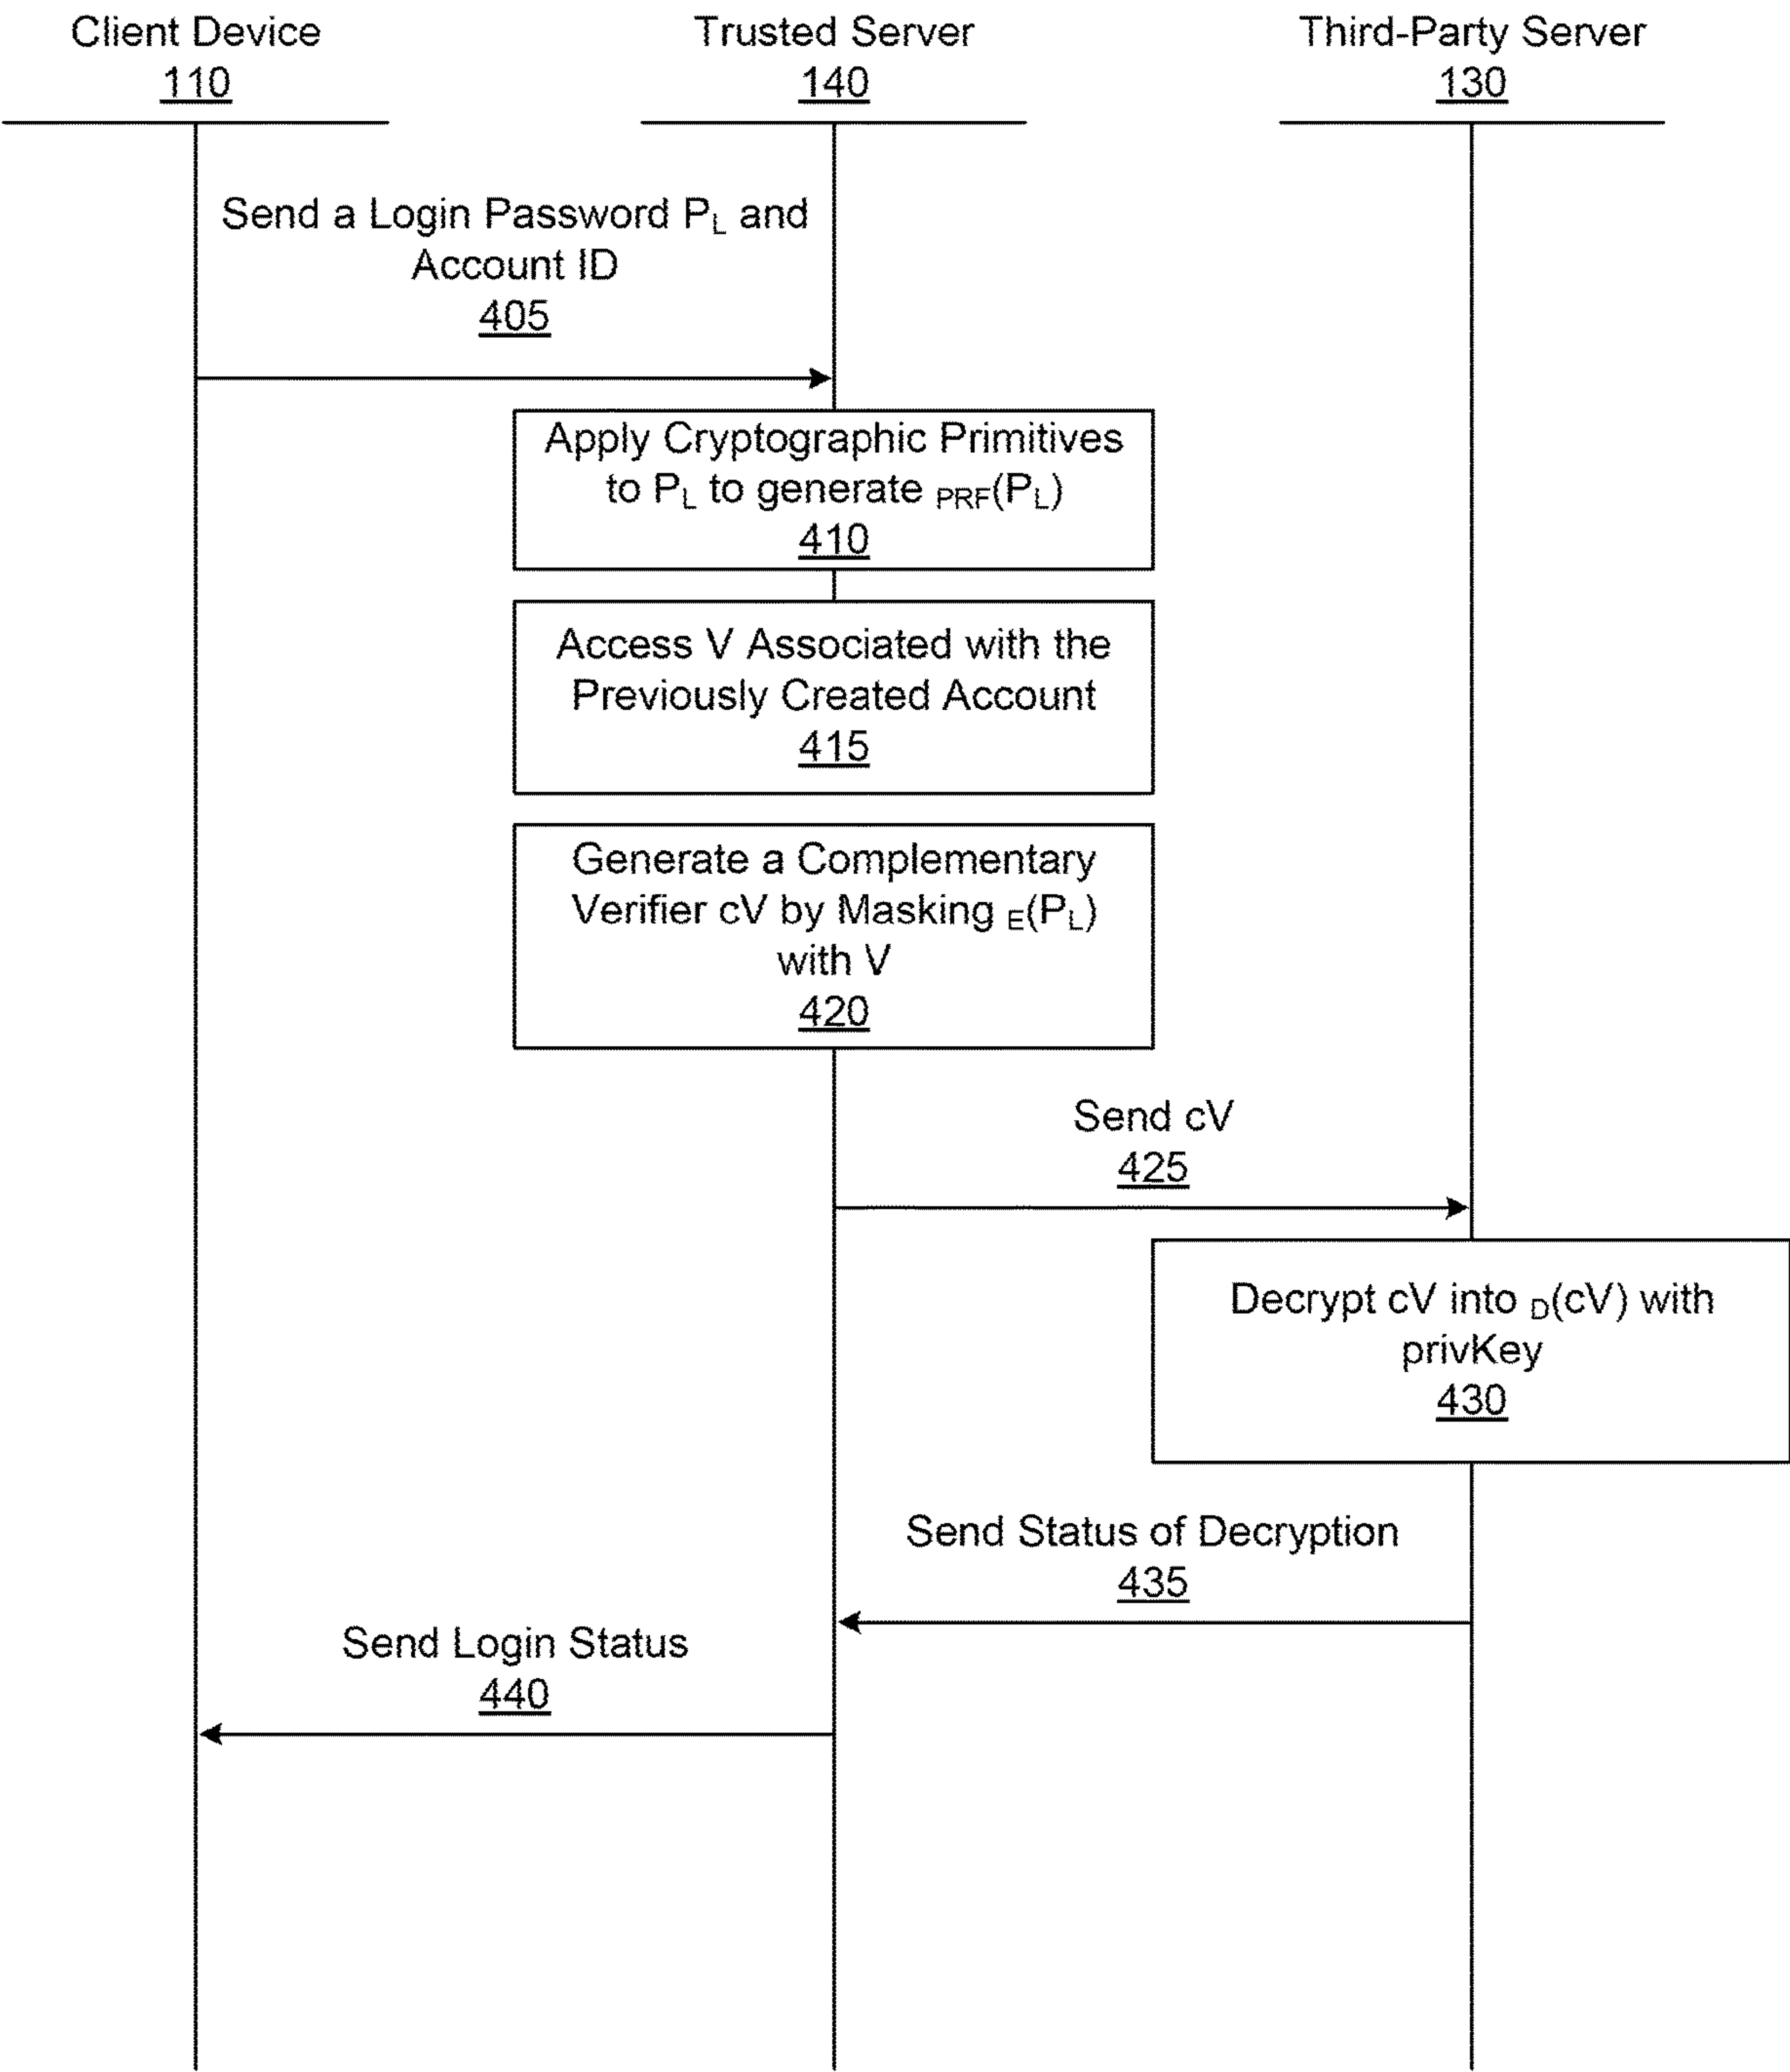 Client Device
110
Trusted Server
140
Third-Party Server
130
Send a Login Password PL and
Account ID
405
Apply Cryptographic Primitives
to PL to generate PRF(PL)
410
Access V Associated with the
Previously Created Account
415
Generate a Complementary
Verifier cV by Masking E(PL)
with V
420
Send cV
425
Decrypt cV into D(cV) with
privKey
430
Send Status of Decryption
435
Send Login Status
440